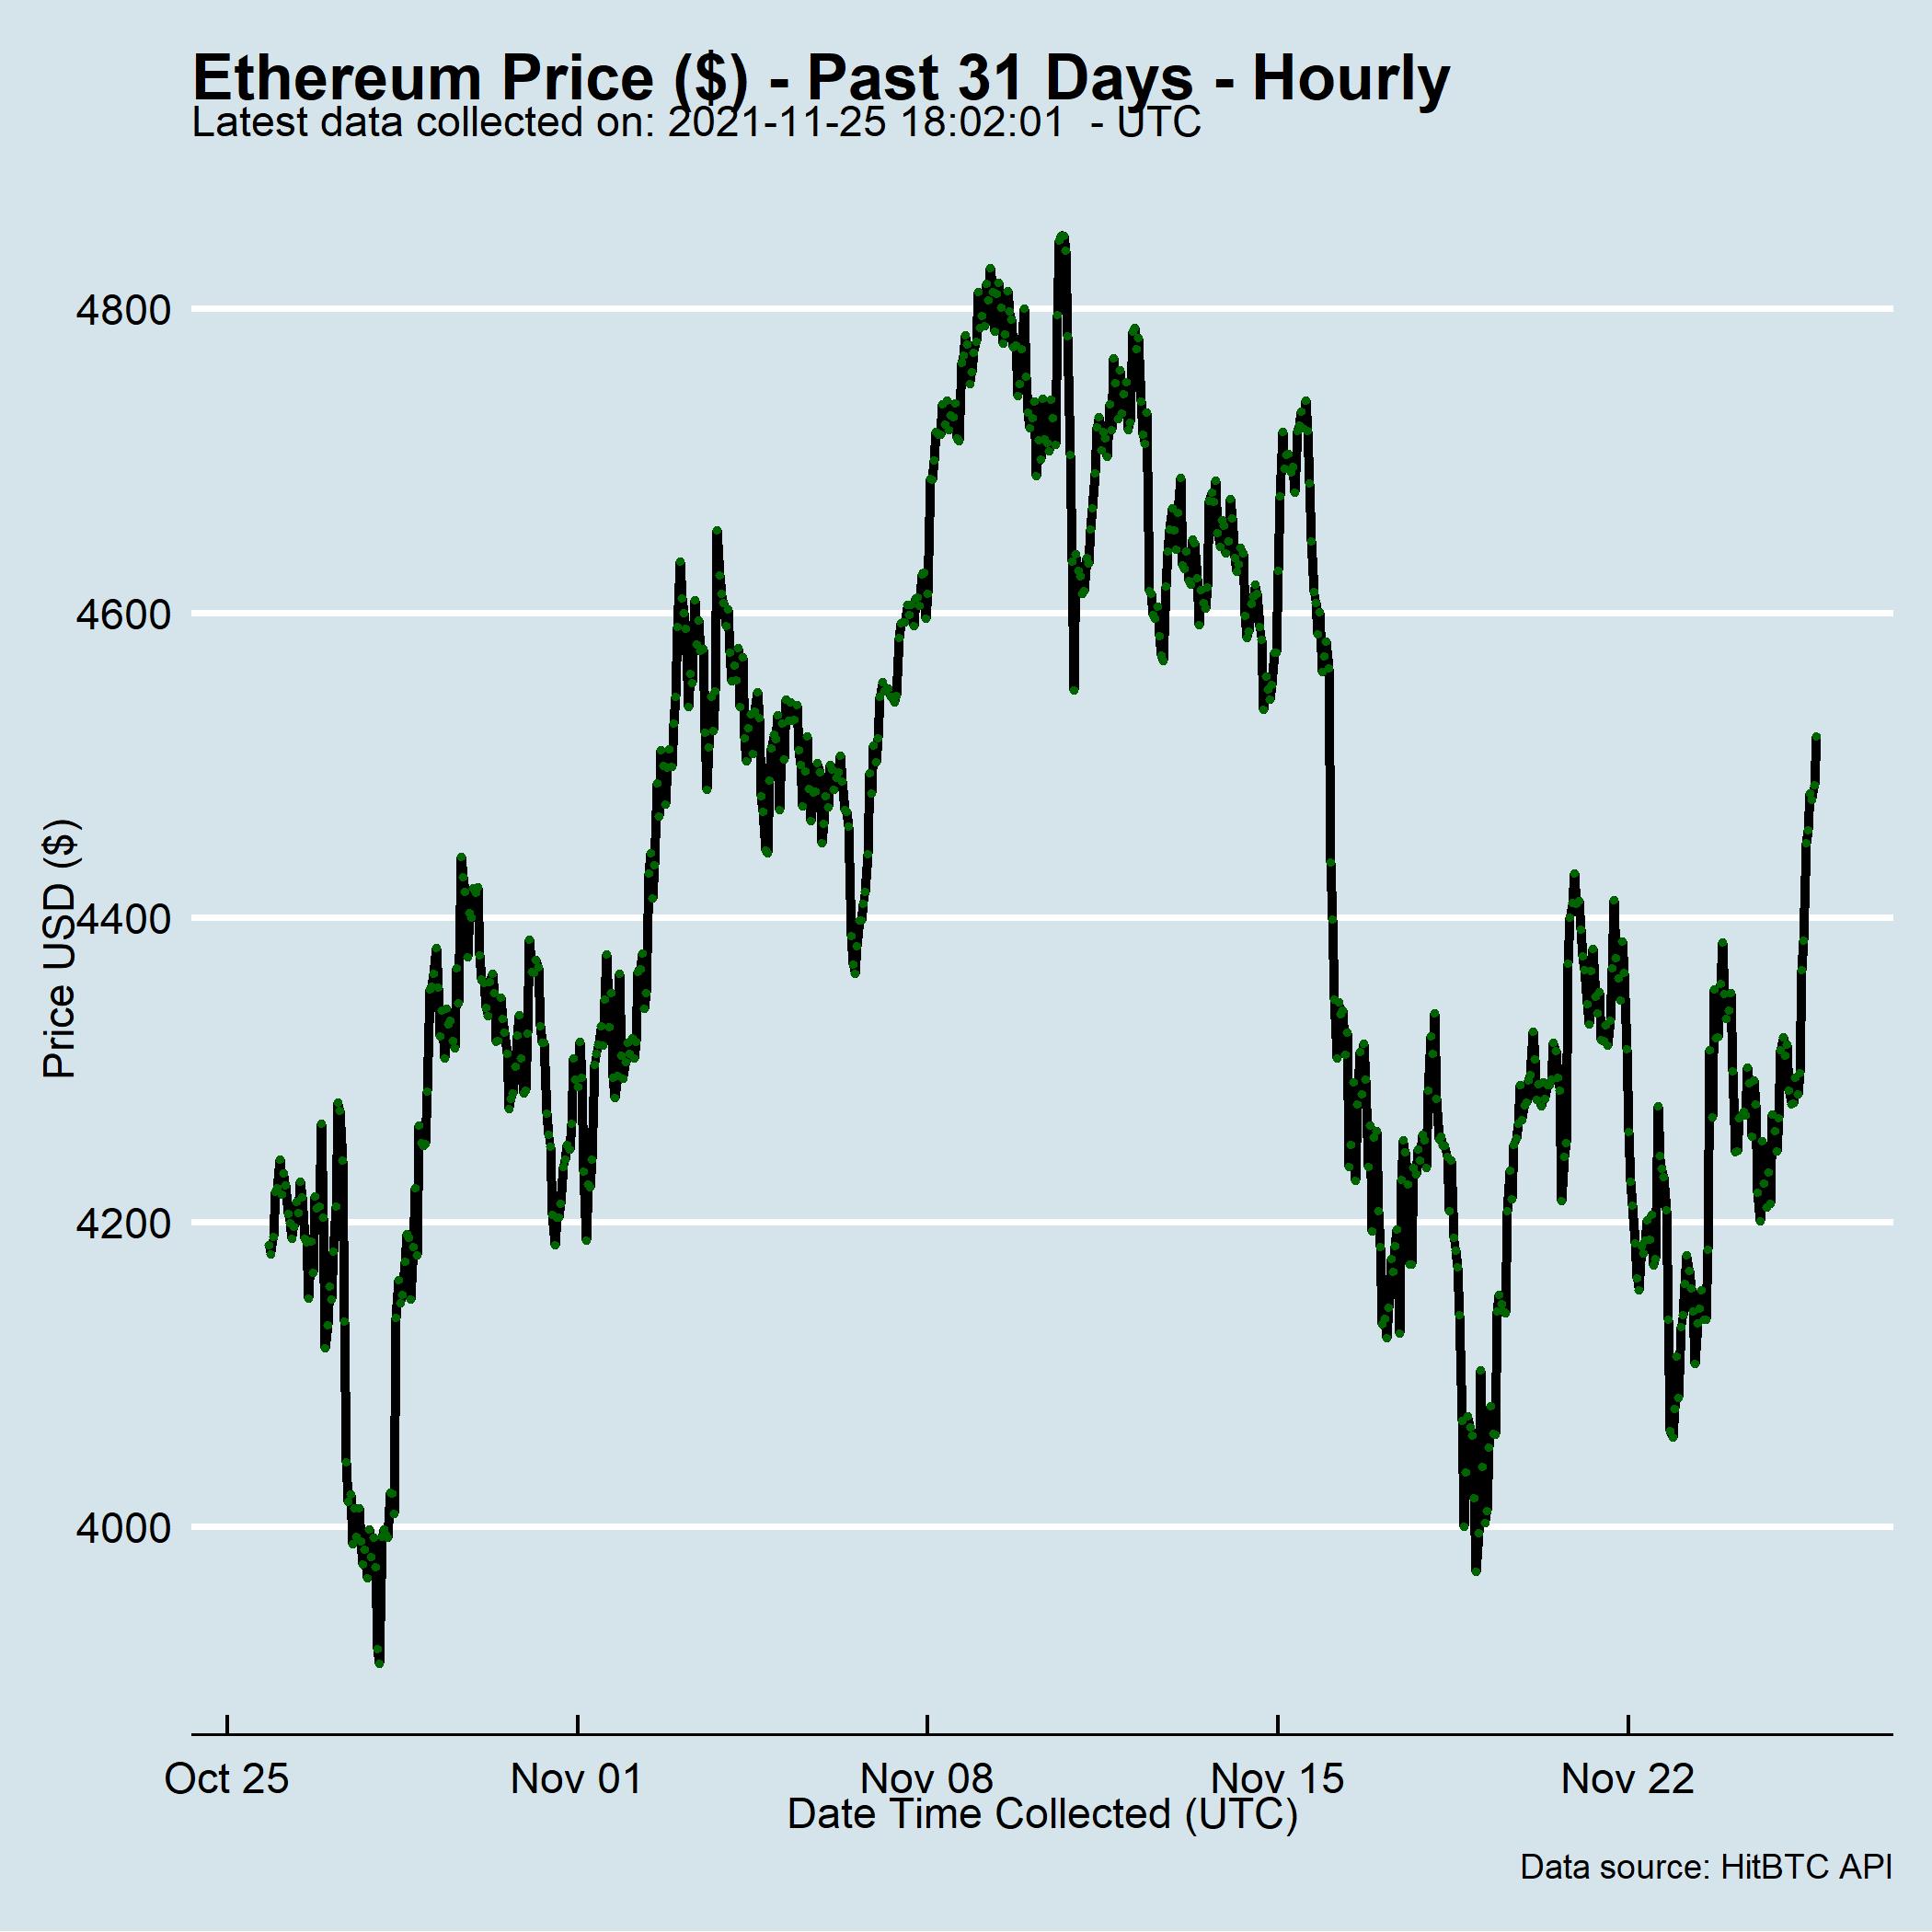 Ethereum Price ($) - Past 31 Days - Hourly
Latest data collected on: 2021-11-25 18:02:01  - UTC
Price USD ($)
4800
4600
4400
4200
4000
Oct 25 Nov 01 Nov 08 Nov 15 Nov 22
Date Time Collected (UTC)
Data source: HitBTC API